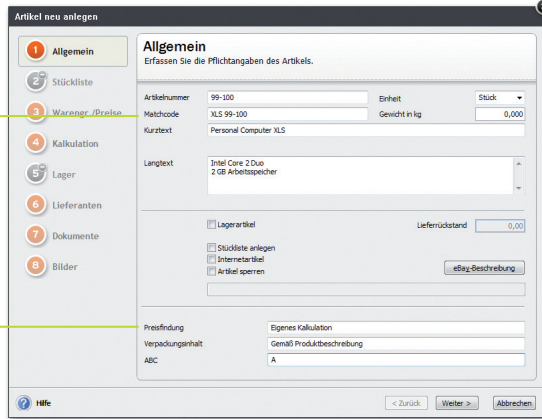 Artikel neu anlegen
1 Allgemein
2 Stückliste
3 Warengr./Preise
4 Kalkulation
5 Lager
6 Lieferanten
7 Dokumente
8 Bilder
Allgemein
Erfassen Sie die Pflichtangaben des Artikels.
Artikelnummer 99-100 Einheit Stück
Matchcode XLS 99-100 Gewicht in kg 0,000
Kurztext Personal Computer XLS
Langtext Intel Core 2 Duo
2 GB Arbeitsspeicher
Lagerartikel Lieferrückstand 0,00
Stückliste anlegen
Internetartikel
Artikel sperren eBay-Beschreibung
Preisfindung Eigenes Kalkulation
Verpackungsinhalt Gemäß Produktbeschreibung
ABC A
? Hilfe < Zurück Weiter > Abbrechen